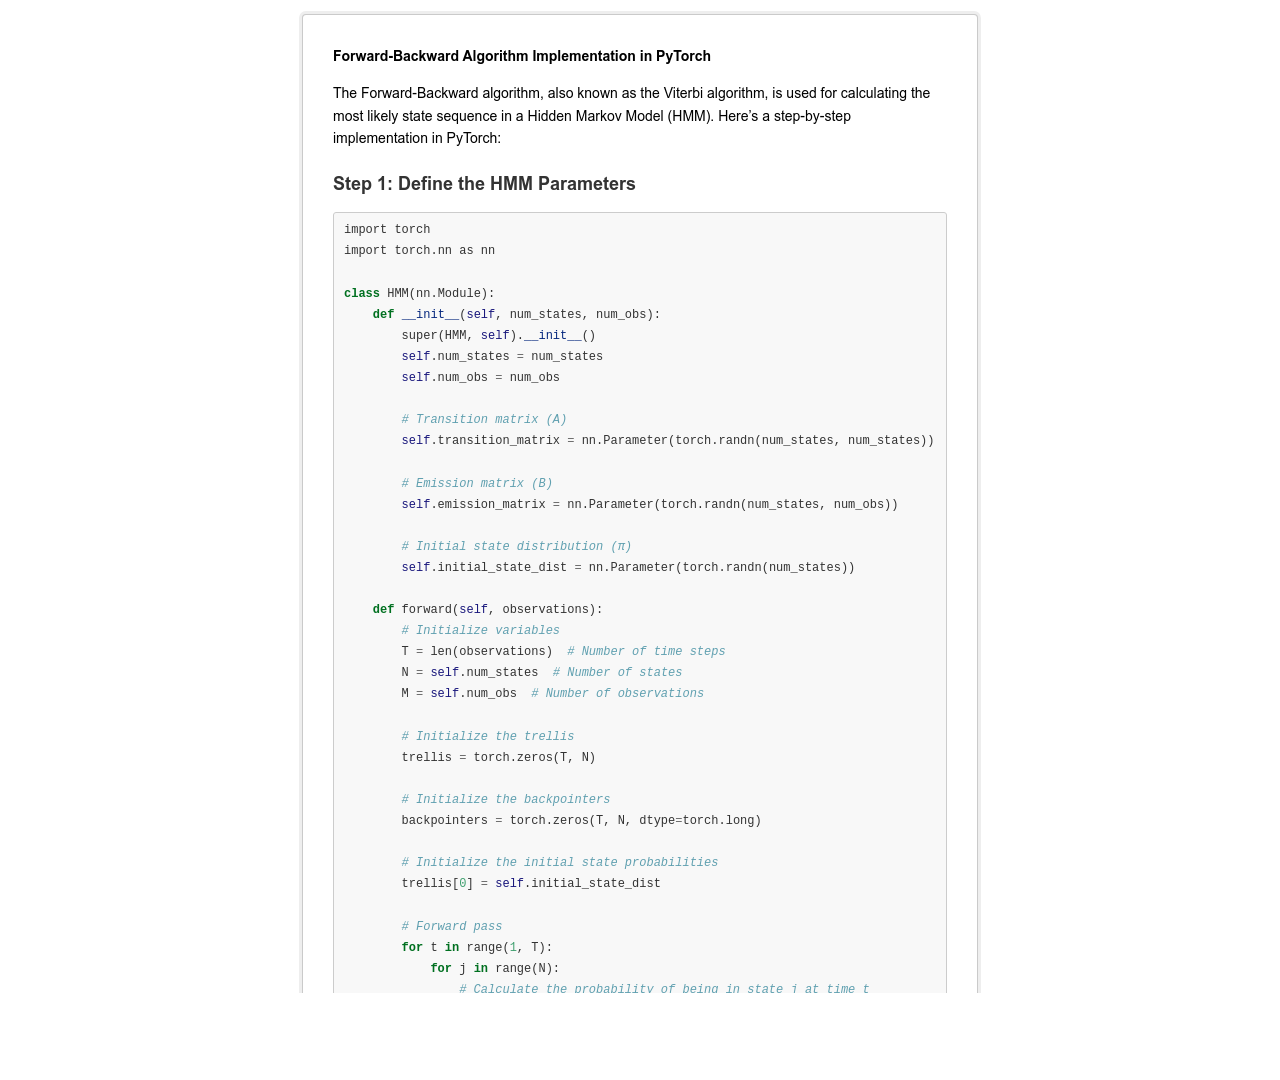 Forward-Backward Algorithm Implementation in PyTorch
The Forward-Backward algorithm, also known as the Viterbi algorithm, is used for calculating the
most likely state sequence in a Hidden Markov Model (HMM). Here’s a step-by-step
implementation in PyTorch:
Step 1: Define the HMM Parameters
import torch
import torch.nn as nn

class HMM(nn.Module):
    def __init__(self, num_states, num_obs):
        super(HMM, self).__init__()
        self.num_states = num_states
        self.num_obs = num_obs

        # Transition matrix (A)
        self.transition_matrix = nn.Parameter(torch.randn(num_states, num_states))

        # Emission matrix (B)
        self.emission_matrix = nn.Parameter(torch.randn(num_states, num_obs))

        # Initial state distribution (π)
        self.initial_state_dist = nn.Parameter(torch.randn(num_states))

    def forward(self, observations):
        # Initialize variables
        T = len(observations)  # Number of time steps
        N = self.num_states  # Number of states
        M = self.num_obs  # Number of observations

        # Initialize the trellis
        trellis = torch.zeros(T, N)

        # Initialize the backpointers
        backpointers = torch.zeros(T, N, dtype=torch.long)

        # Initialize the initial state probabilities
        trellis[0] = self.initial_state_dist

        # Forward pass
        for t in range(1, T):
            for j in range(N):
                # Calculate the probability of being in state j at time t